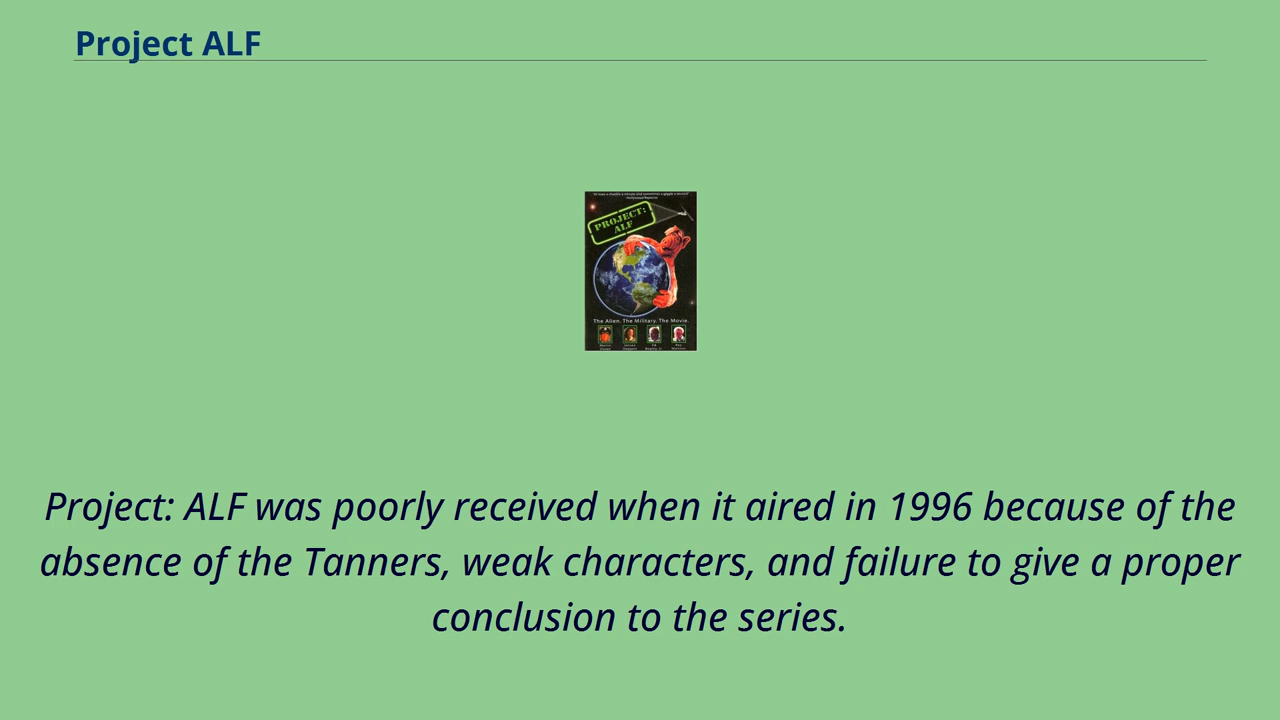 Project ALF
PROJECT:
ALF
The Alien. The Military. The Movie.
Project: ALF was poorly received when it aired in 1996 because of the
absence of the Tanners, weak characters, and failure to give a proper
conclusion to the series.